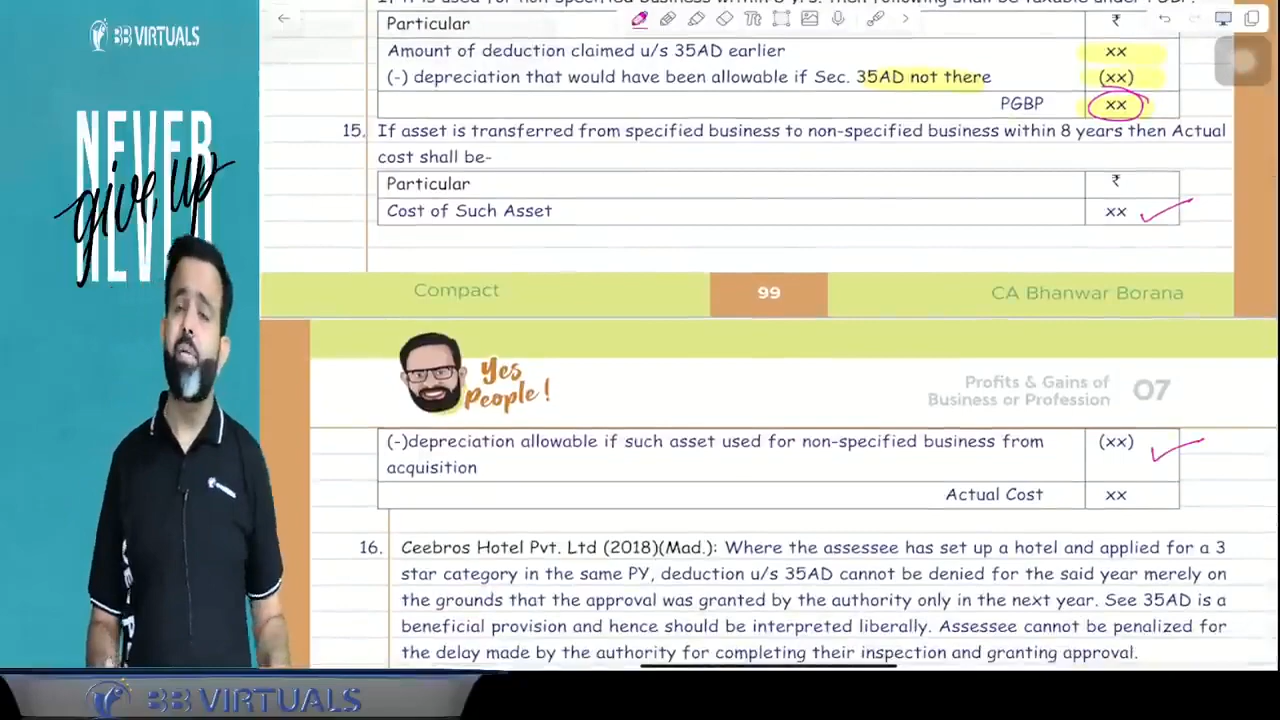 BB VIRTUALS
NEVER
give up
NEVER
Particular ₹
Amount of deduction claimed u/s 35AD earlier xx
(-) depreciation that would have been allowable if Sec. 35AD not there (xx)
PGBP xx
15. If asset is transferred from specified business to non-specified business within 8 years then Actual
cost shall be-
Particular ₹
Cost of Such Asset xx
Compact 99 CA Bhanwar Borana
Yes
People!
Profits & Gains of
Business or Profession 07
(-)depreciation allowable if such asset used for non-specified business from (xx)
acquisition
Actual Cost xx
16. Ceebros Hotel Pvt. Ltd (2018)(Mad.): Where the assessee has set up a hotel and applied for a 3
star category in the same PY, deduction u/s 35AD cannot be denied for the said year merely on
the grounds that the approval was granted by the authority only in the next year. See 35AD is a
beneficial provision and hence should be interpreted liberally. Assessee cannot be penalized for
the delay made by the authority for completing their inspection and granting approval.
BB VIRTUALS